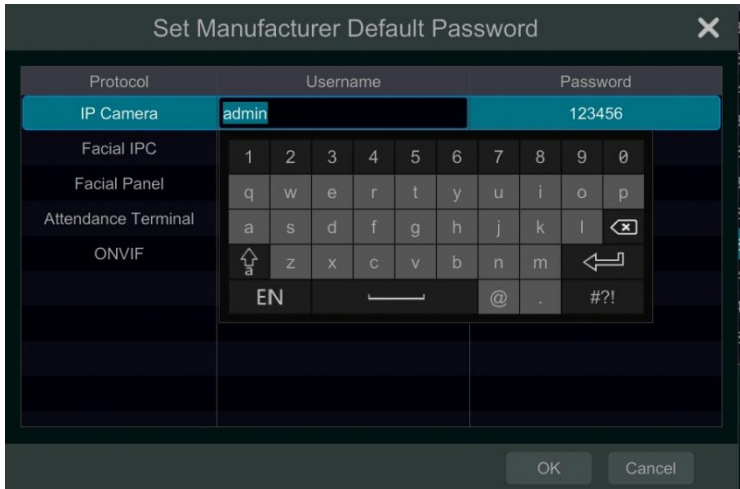 Set Manufacturer Default Password
Protocol Username Password
IP Camera admin 123456
Facial IPC
Facial Panel
Attendance Terminal
ONVIF
1 2 3 4 5 6 7 8 9 0
q w e r t y u i o p
a s d f g h j k l
a z x c v b n m
EN @ . #?!
OK Cancel